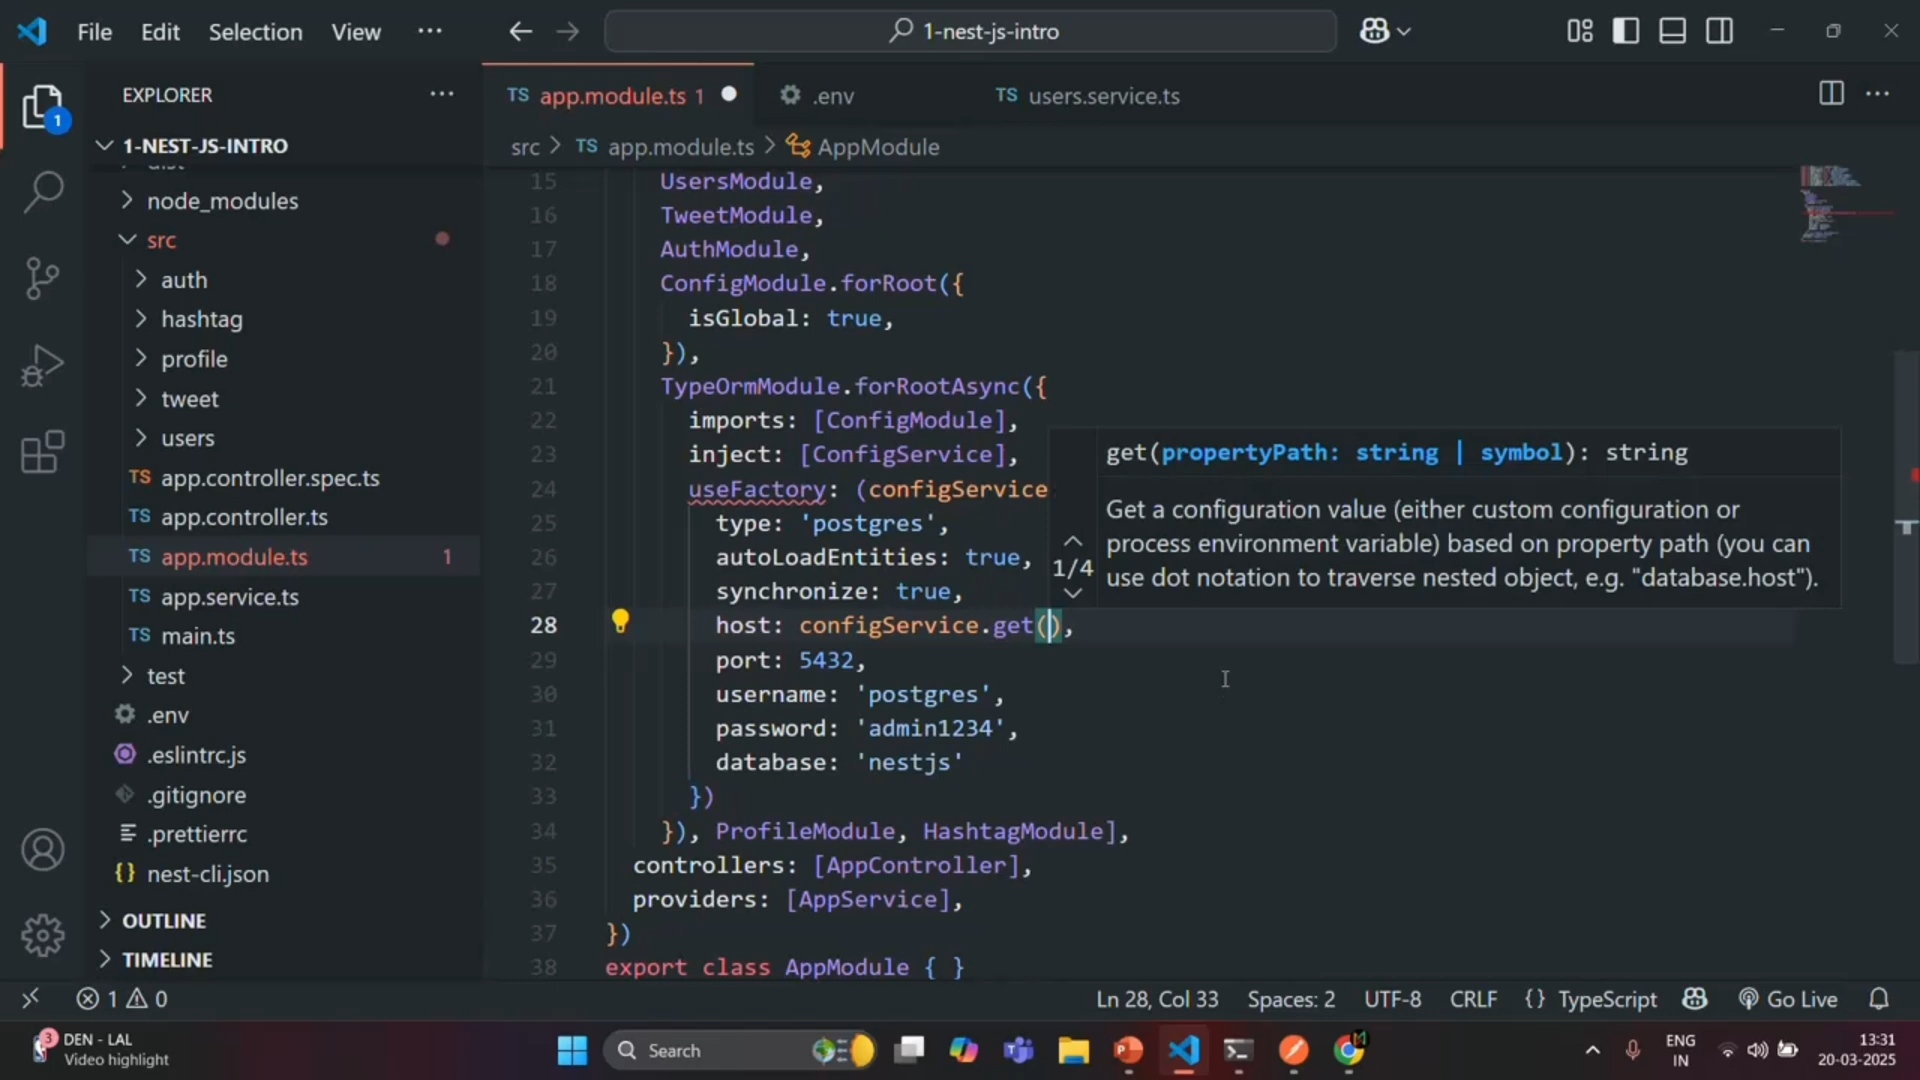 File Edit Selection View ···
1-nest-js-intro
EXPLORER ···
1-NEST-JS-INTRO
node_modules
src
auth
hashtag
profile
tweet
users
TS app.controller.spec.ts
TS app.controller.ts
TS app.module.ts 1
TS app.service.ts
TS main.ts
test
.env
.eslintrc.js
.gitignore
.prettierrc
{} nest-cli.json
OUTLINE
TIMELINE
1
TS app.module.ts 1
.env
TS users.service.ts
src > TS app.module.ts > AppModule
15 UsersModule,
16 TweetModule,
17 AuthModule,
18 ConfigModule.forRoot({
19 isGlobal: true,
20 }),
21 TypeOrmModule.forRootAsync({
22 imports: [ConfigModule],
23 inject: [ConfigService],
24 useFactory: (configService
25 type: 'postgres',
26 autoLoadEntities: true,
27 synchronize: true,
28 host: configService.get(),
29 port: 5432,
30 username: 'postgres',
31 password: 'admin1234',
32 database: 'nestjs'
33 })
34 }), ProfileModule, HashtagModule],
35 controllers: [AppController],
36 providers: [AppService],
37 })
38 export class AppModule { }
1/4
get(propertyPath: string | symbol): string
Get a configuration value (either custom configuration or
process environment variable) based on property path (you can
use dot notation to traverse nested object, e.g. "database.host").
1 0
Ln 28, Col 33 Spaces: 2 UTF-8 CRLF {} TypeScript Go Live
3
DEN - LAL
Video highlight
Search
ENG
IN
13:31
20-03-2025